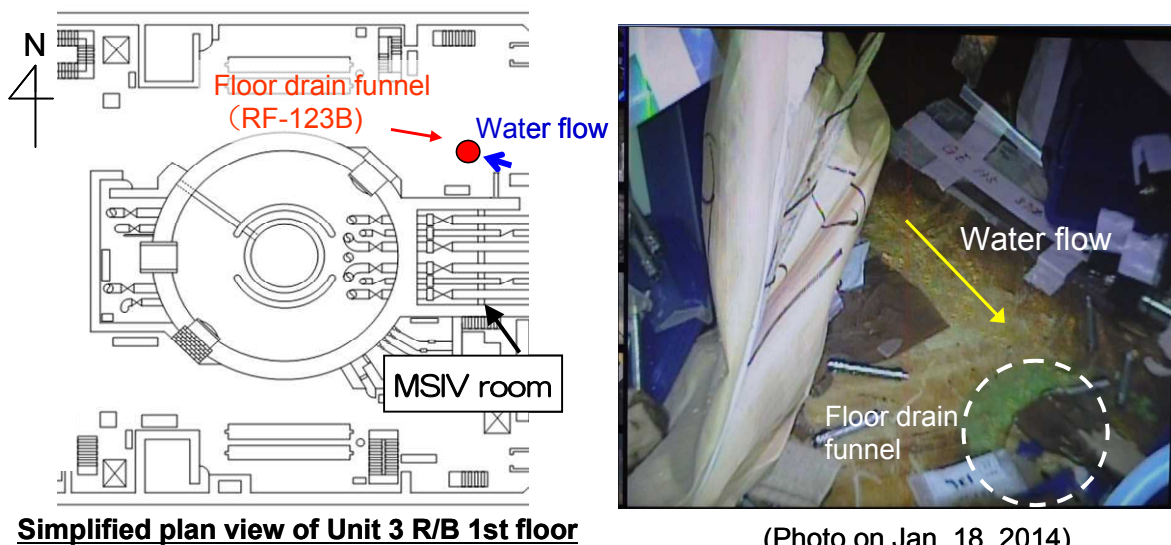 N
Floor drain funnel
(RF-123B)
Water flow
MSIV room
Simplified plan view of Unit 3 R/B 1st floor
Water flow
Floor drain
funnel
(Photo on Jan. 18, 2014)